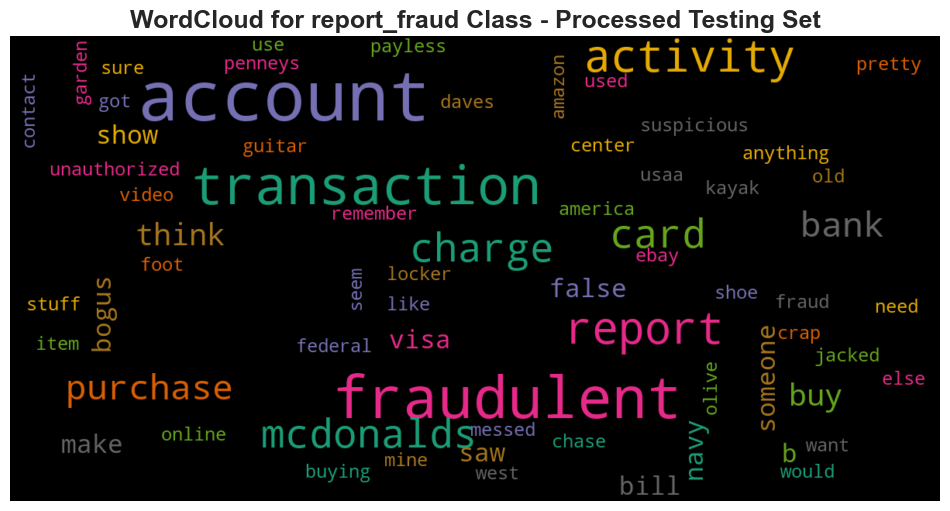 WordCloud for report_fraud Class - Processed Testing Set
use
payless
activity
garden
sure
penneys
pretty
contact
got
account
daves
amazon
used
show
suspicious
guitar
center
anything
unauthorized
usaa
old
video
transaction
kayak
remember
america
think
charge
card
bank
foot
ebay
locker
seem
false
shoe
stuff
bogus
like
fraud
need
item
federal
visa
report
someone
crap
jacked
purchase
fraudulent
olive
buy
else
make
online
mcdonalds
messed
chase
navy
want
buying
mine
saw
west
b
would
bill